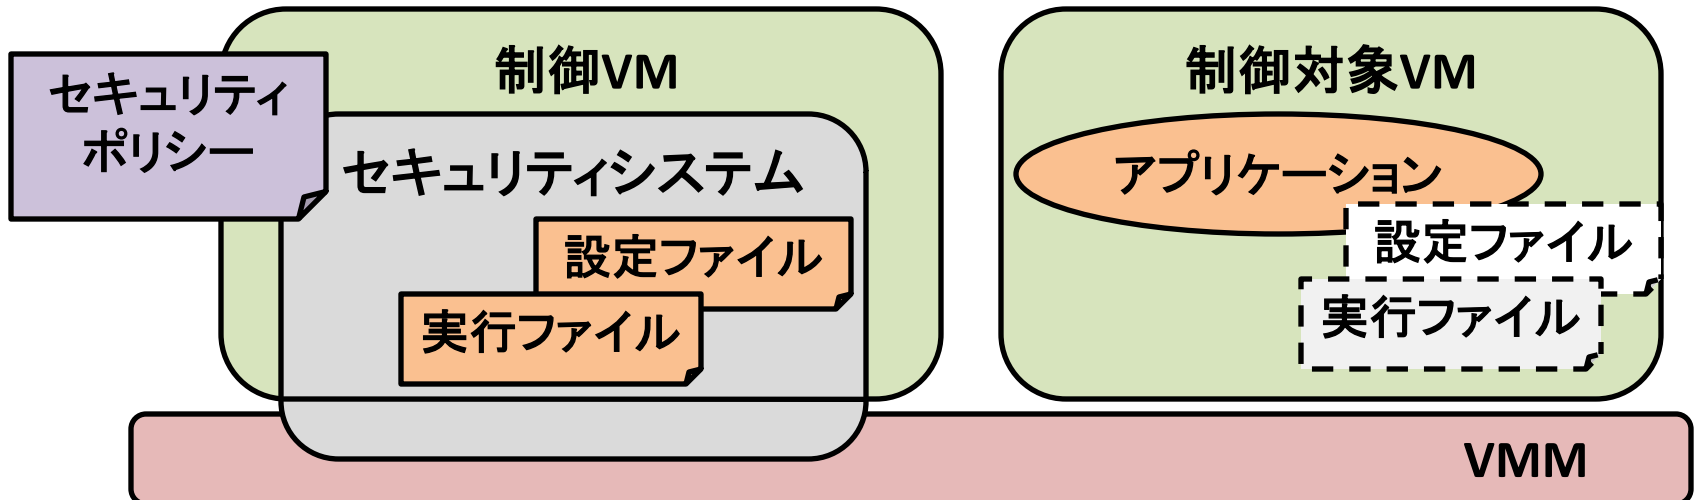 制御VM
制御対象VM
セキュリティ
ポリシー
セキュリティシステム
アプリケーション
設定ファイル
実行ファイル
設定ファイル
実行ファイル
VMM